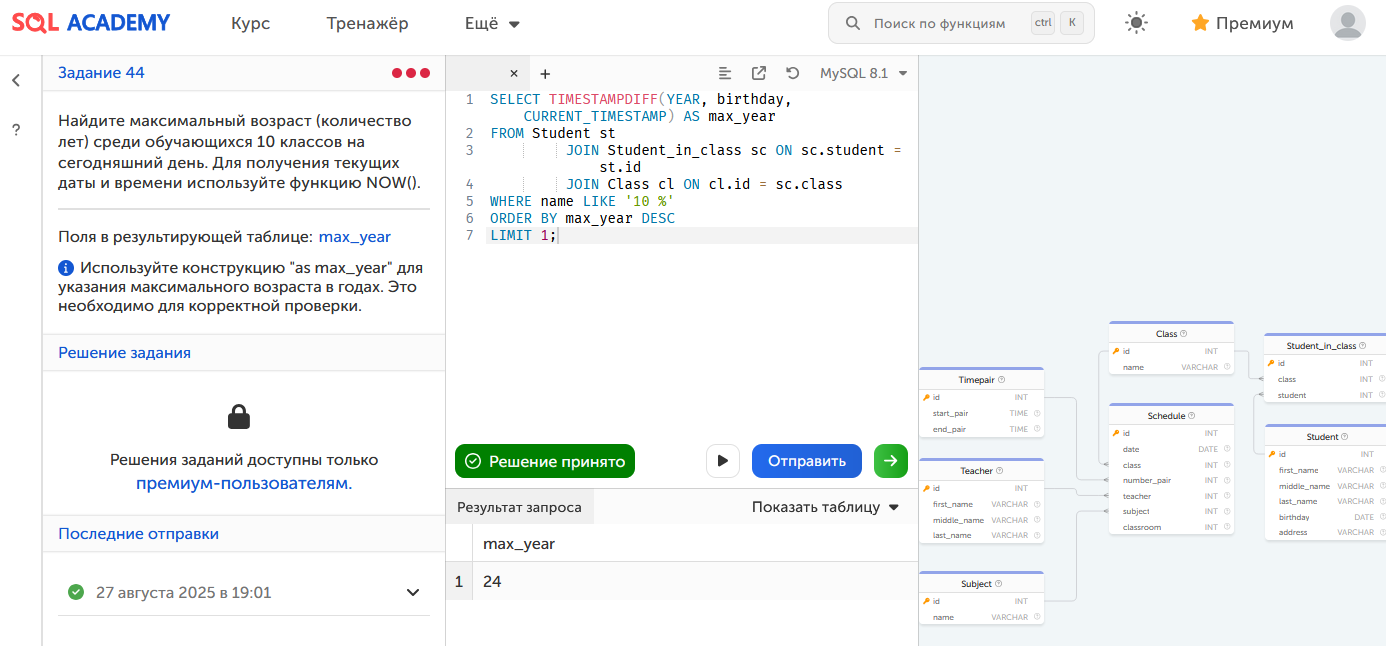 SQL ACADEMY
Курс
Тренажёр
Ещё
Поиск по функциям
ctrl
K
Премиум
Задание 44
Найдите максимальный возраст (количество
лет) среди обучающихся 10 классов на
сегодняшний день. Для получения текущих
даты и времени используйте функцию NOW().
Поля в результирующей таблице: max_year
Используйте конструкцию "as max_year" для
указания максимального возраста в годах. Это
необходимо для корректной проверки.
Решение задания
Решения заданий доступны только
премиум-пользователям.
Последние отправки
27 августа 2025 в 19:01
MySQL 8.1
1 SELECT TIMESTAMPDIFF(YEAR, birthday,
CURRENT_TIMESTAMP) AS max_year
2 FROM Student st
3 JOIN Student_in_class sc ON sc.student =
st.id
4 JOIN Class cl ON cl.id = sc.class
5 WHERE name LIKE '10 %'
6 ORDER BY max_year DESC
7 LIMIT 1;
Решение принято
Отправить
Результат запроса
Показать таблицу
max_year
1 24
Timepair
id INT
start_pair TIME
end_pair TIME
Teacher
id INT
first_name VARCHAR
middle_name VARCHAR
last_name VARCHAR
Subject
id INT
name VARCHAR
Class
id INT
name VARCHAR
Schedule
id INT
date DATE
class INT
number_pair INT
teacher INT
subject INT
classroom INT
Student_in_class
id INT
class INT
student INT
Student
id INT
first_name VARCHAR
middle_name VARCHAR
last_name VARCHAR
birthday DATE
address VARCHAR